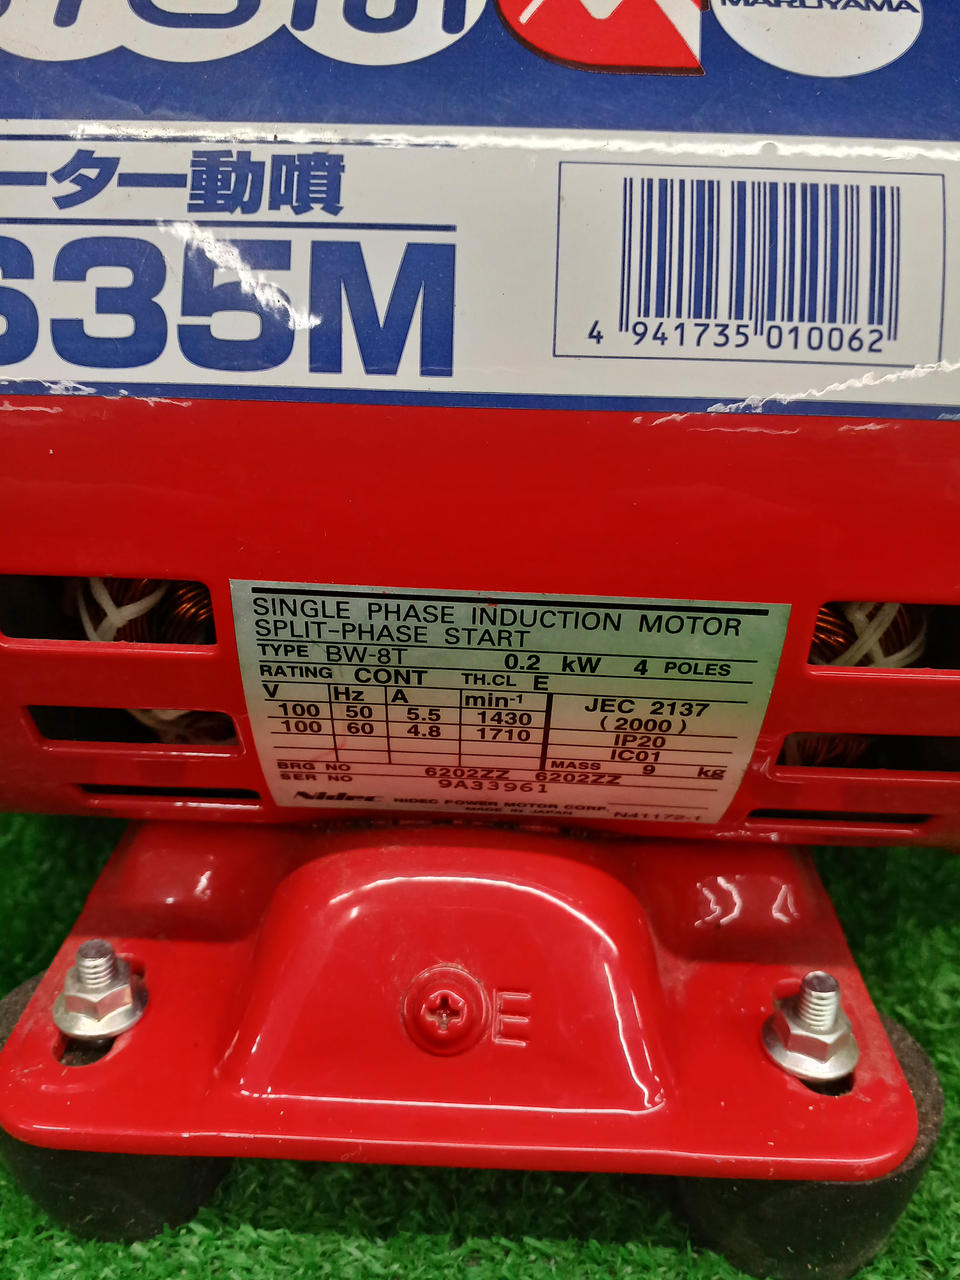 MARUYAMA
ーター動噴
S35M
4 941735 010062
SINGLE PHASE INDUCTION MOTOR
SPLIT-PHASE START
TYPE BW-8T 0.2 kW 4 POLES
RATING CONT TH.CL E
V Hz A min-1 JEC 2137
100 50 5.5 1430 (2000)
100 60 4.8 1710 IP20
IC01
MASS 9 kg
BRG NO 6202ZZ 6202ZZ
SER NO 9A33961
Nidec NIDEC POWER MOTOR CORP.
MADE IN JAPAN N41172-1
E